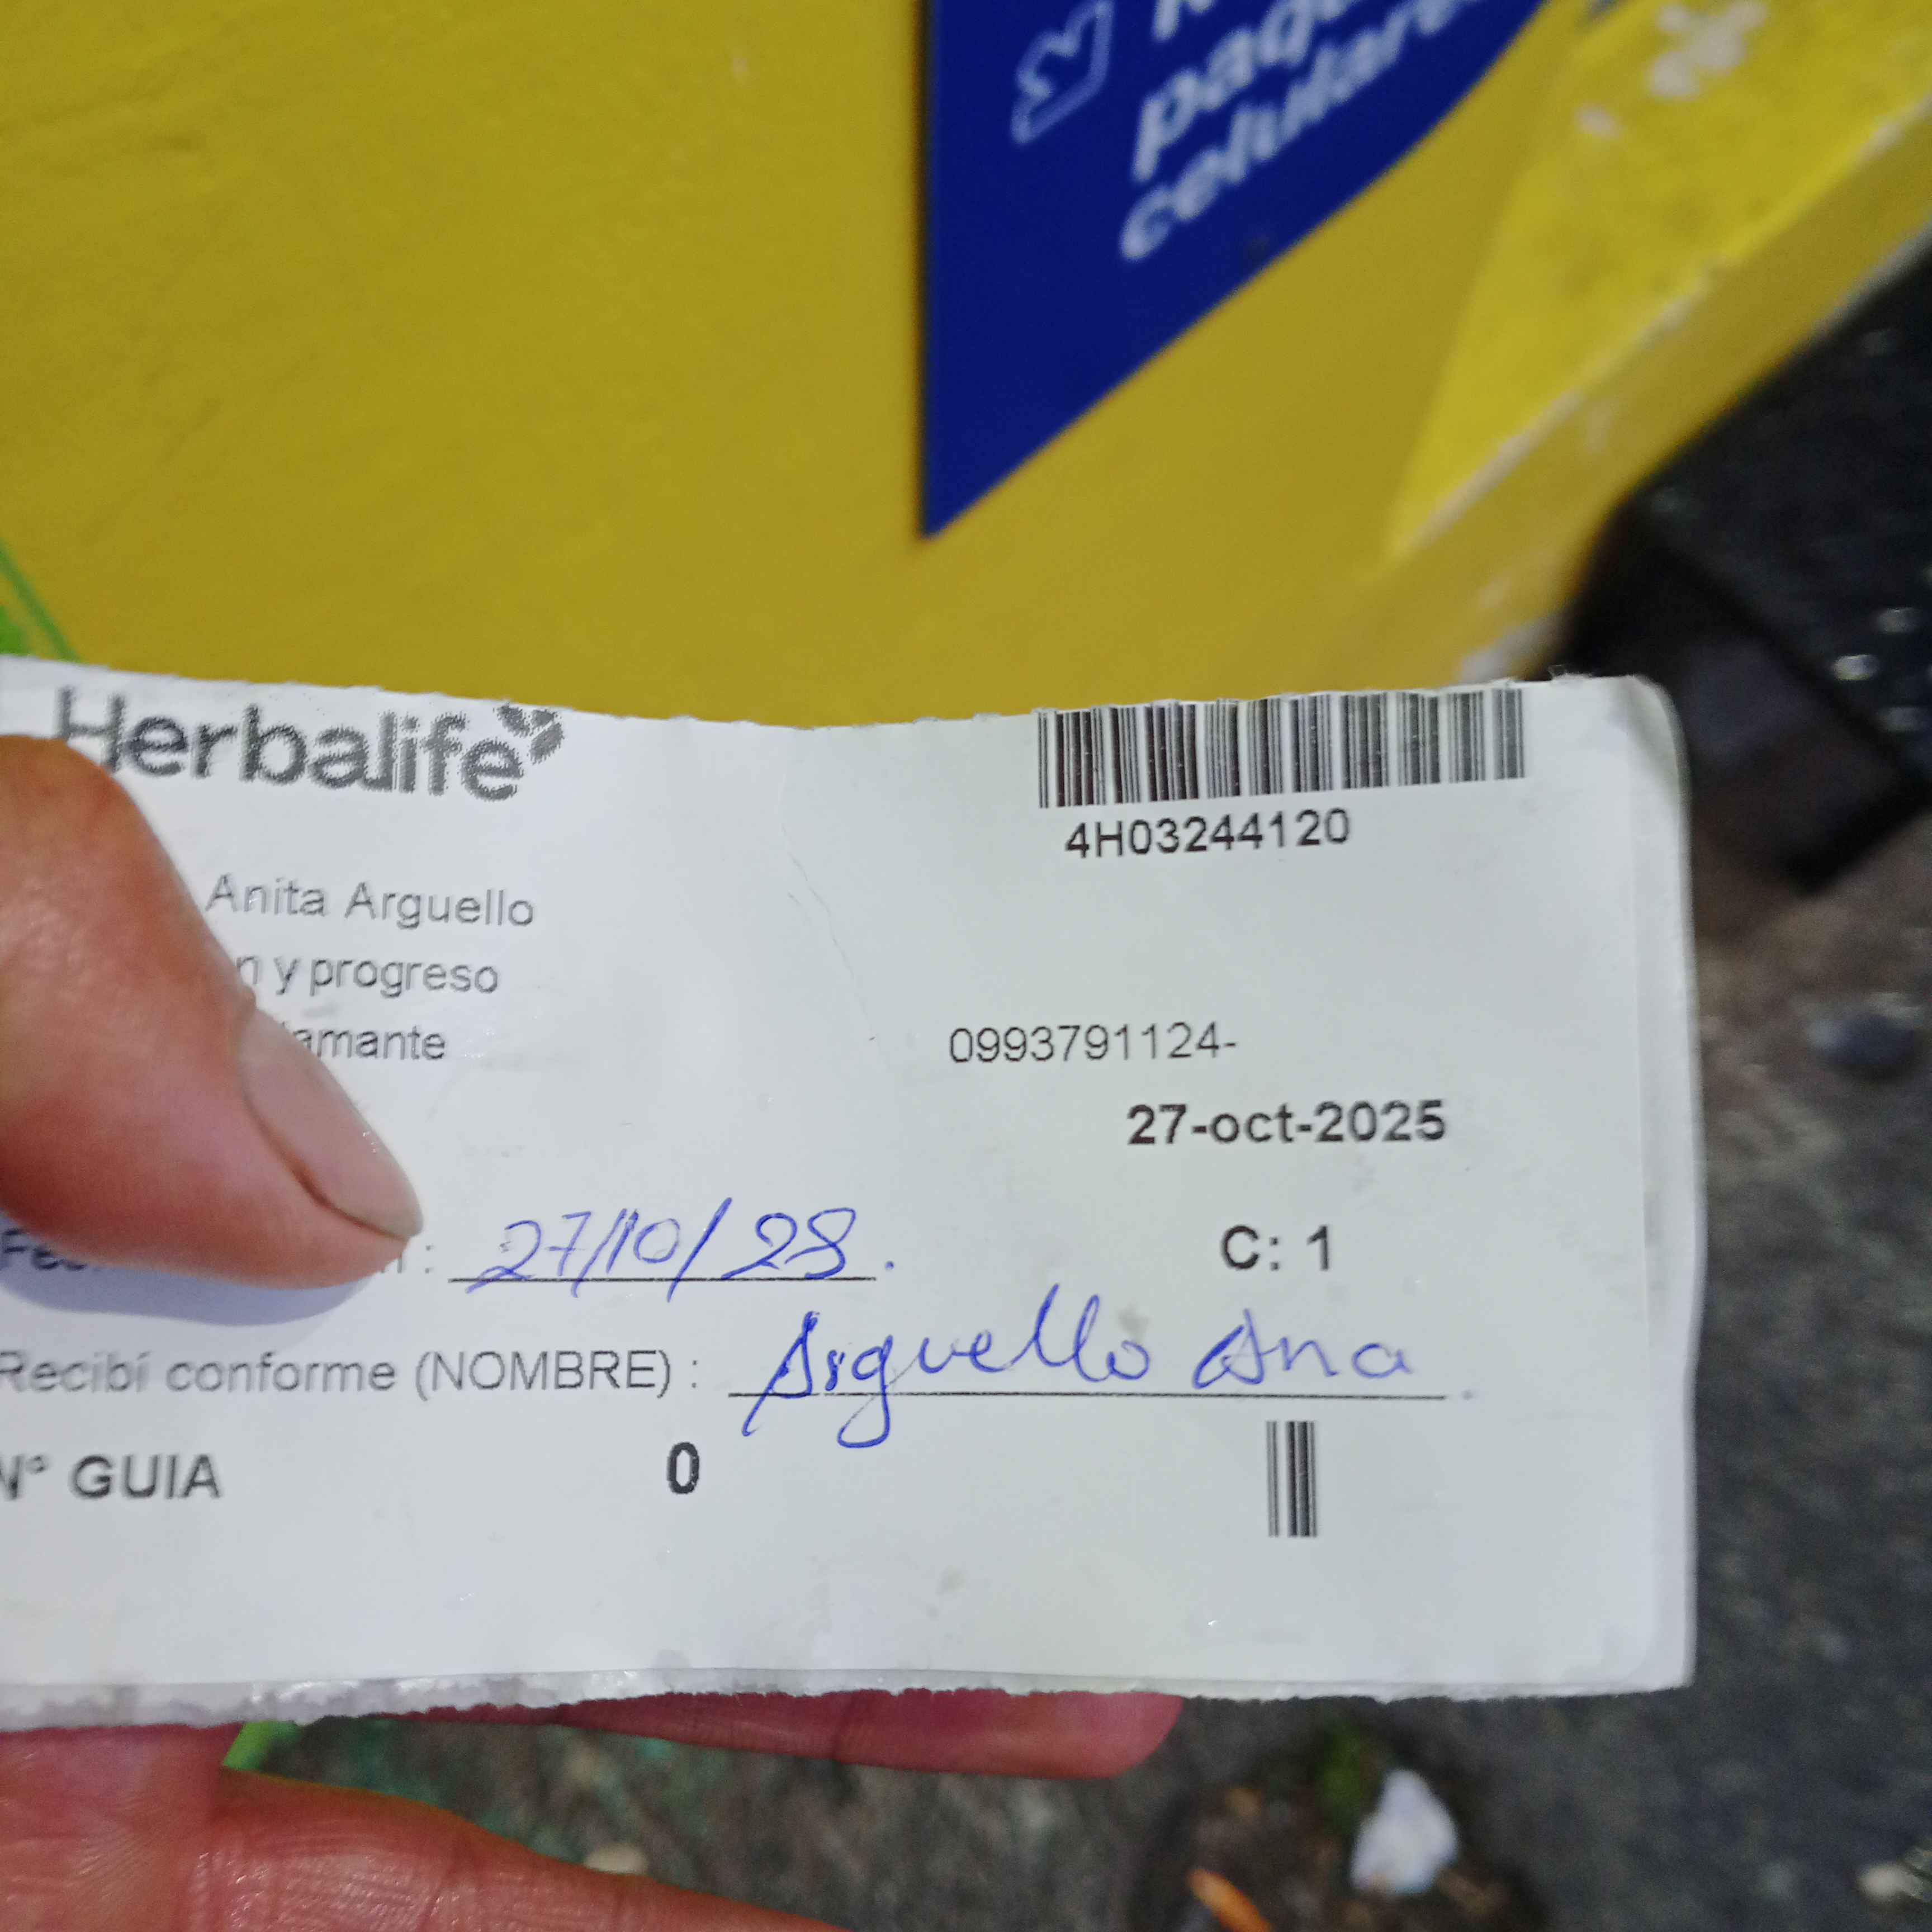 celulares
Herbalife
4H03244120
Anita Arguello
y progreso
0993791124-
27-oct-2025
: 27/10/28.
C: 1
Recibí conforme (NOMBRE) : Arguello Ana
N° GUIA 0